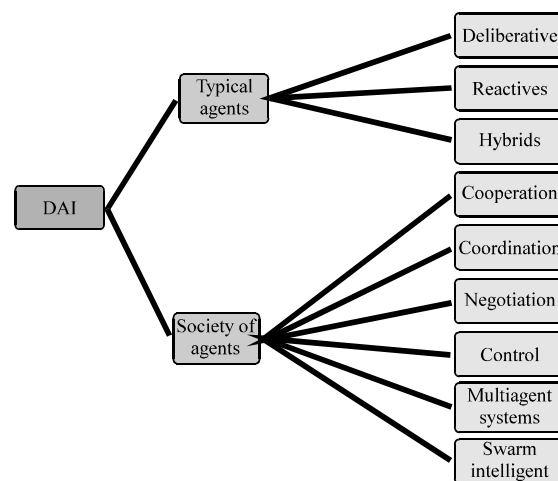 Deliberative
Typical
agents
Reactives
Hybrids
DAI
Cooperation
Coordination
Negotiation
Society of
agents
Control
Multiagent
systems
Swarm
intelligent